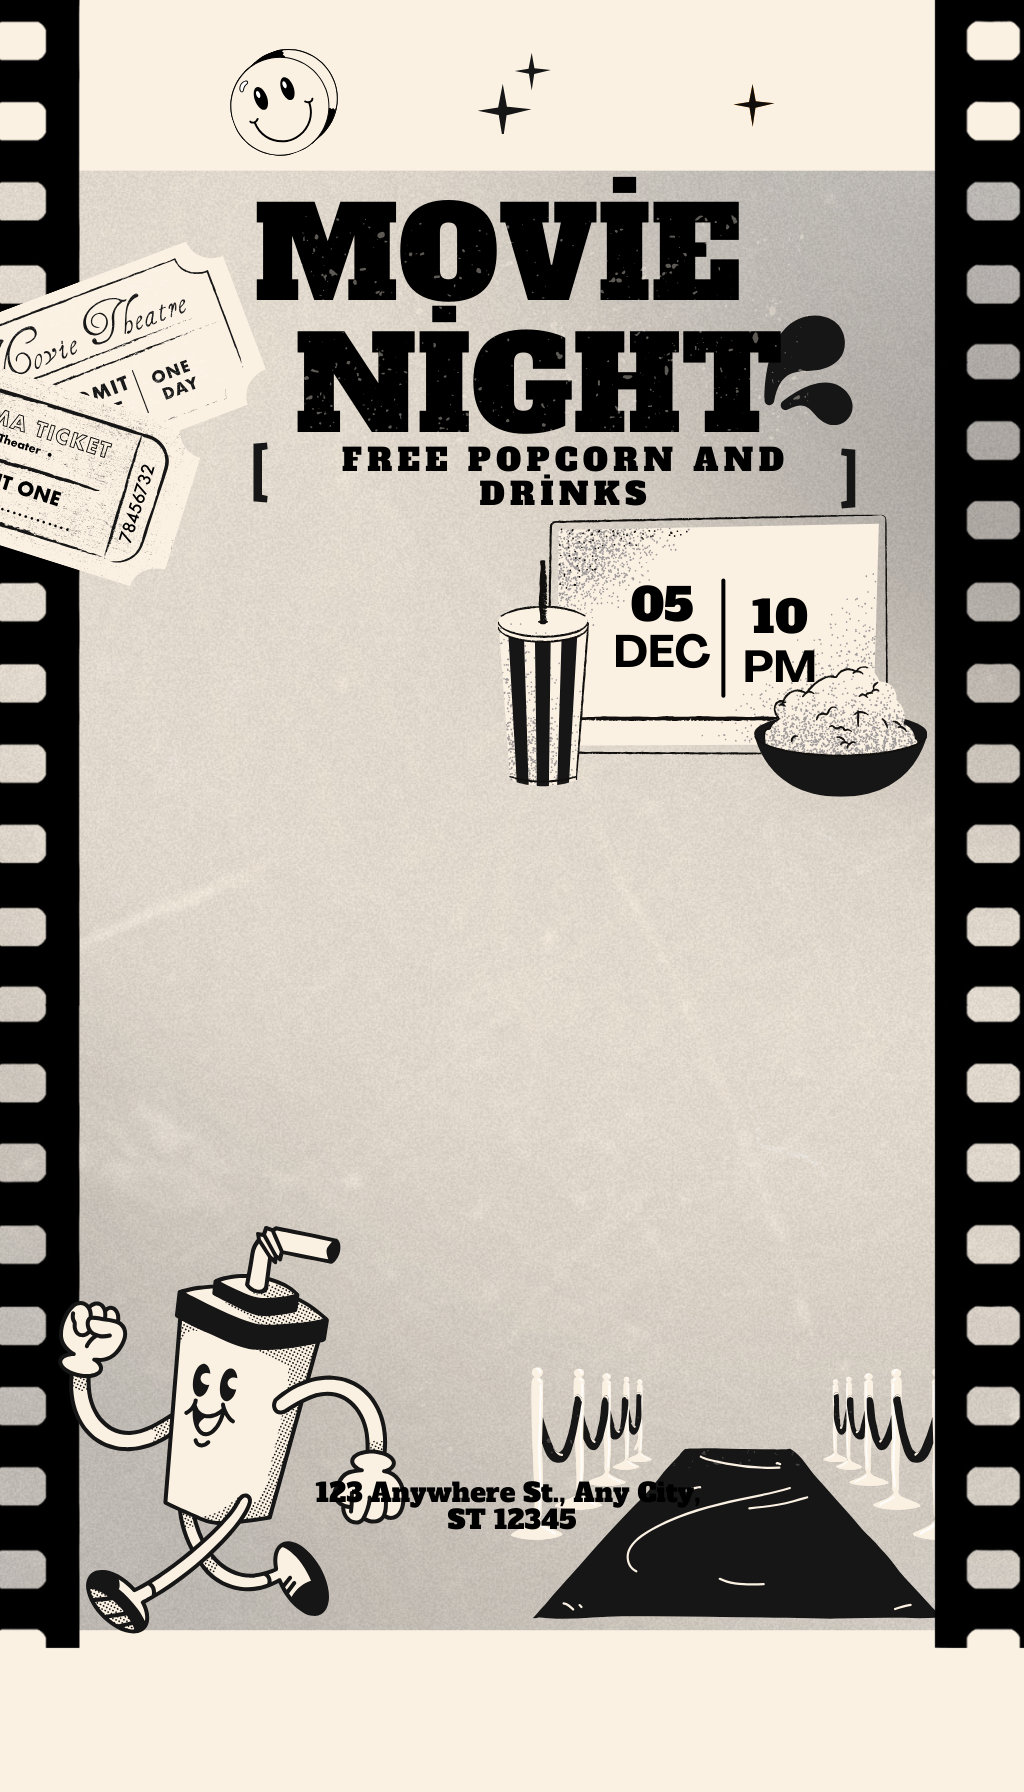 MOVİE
NİGHT
[ FREE POPCORN AND
DRİNKS ]
Movie Theatre
ONE
DAY
TICKET
Theater
ONE
78456732
05
DEC
10
PM
123 Anywhere St., Any City,
ST 12345